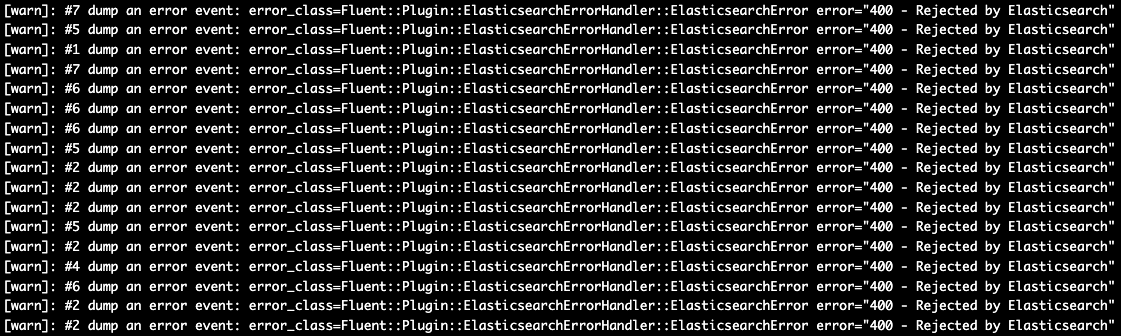 [warn]: #7 dump an error event: error_class=Fluent::Plugin::ElasticsearchErrorHandler::ElasticsearchError error="400 - Rejected by Elasticsearch"
[warn]: #5 dump an error event: error_class=Fluent::Plugin::ElasticsearchErrorHandler::ElasticsearchError error="400 - Rejected by Elasticsearch"
[warn]: #1 dump an error event: error_class=Fluent::Plugin::ElasticsearchErrorHandler::ElasticsearchError error="400 - Rejected by Elasticsearch"
[warn]: #7 dump an error event: error_class=Fluent::Plugin::ElasticsearchErrorHandler::ElasticsearchError error="400 - Rejected by Elasticsearch"
[warn]: #6 dump an error event: error_class=Fluent::Plugin::ElasticsearchErrorHandler::ElasticsearchError error="400 - Rejected by Elasticsearch"
[warn]: #6 dump an error event: error_class=Fluent::Plugin::ElasticsearchErrorHandler::ElasticsearchError error="400 - Rejected by Elasticsearch"
[warn]: #6 dump an error event: error_class=Fluent::Plugin::ElasticsearchErrorHandler::ElasticsearchError error="400 - Rejected by Elasticsearch"
[warn]: #5 dump an error event: error_class=Fluent::Plugin::ElasticsearchErrorHandler::ElasticsearchError error="400 - Rejected by Elasticsearch"
[warn]: #2 dump an error event: error_class=Fluent::Plugin::ElasticsearchErrorHandler::ElasticsearchError error="400 - Rejected by Elasticsearch"
[warn]: #2 dump an error event: error_class=Fluent::Plugin::ElasticsearchErrorHandler::ElasticsearchError error="400 - Rejected by Elasticsearch"
[warn]: #2 dump an error event: error_class=Fluent::Plugin::ElasticsearchErrorHandler::ElasticsearchError error="400 - Rejected by Elasticsearch"
[warn]: #5 dump an error event: error_class=Fluent::Plugin::ElasticsearchErrorHandler::ElasticsearchError error="400 - Rejected by Elasticsearch"
[warn]: #2 dump an error event: error_class=Fluent::Plugin::ElasticsearchErrorHandler::ElasticsearchError error="400 - Rejected by Elasticsearch"
[warn]: #4 dump an error event: error_class=Fluent::Plugin::ElasticsearchErrorHandler::ElasticsearchError error="400 - Rejected by Elasticsearch"
[warn]: #6 dump an error event: error_class=Fluent::Plugin::ElasticsearchErrorHandler::ElasticsearchError error="400 - Rejected by Elasticsearch"
[warn]: #2 dump an error event: error_class=Fluent::Plugin::ElasticsearchErrorHandler::ElasticsearchError error="400 - Rejected by Elasticsearch"
[warn]: #2 dump an error event: error_class=Fluent::Plugin::ElasticsearchErrorHandler::ElasticsearchError error="400 - Rejected by Elasticsearch"